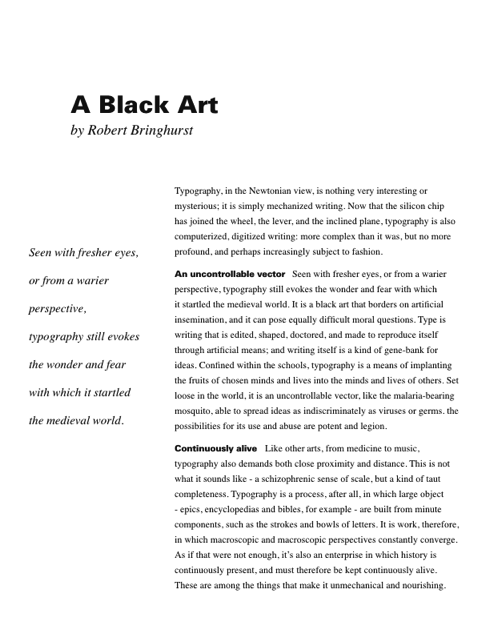 A Black Art
by Robert Bringhurst
Typography, in the Newtonian view, is nothing very interesting or
mysterious; it is simply mechanized writing. Now that the silicon chip
has joined the wheel, the lever, and the inclined plane, typography is also
computerized, digitized writing: more complex than it was, but no more
profound, and perhaps increasingly subject to fashion.
Seen with fresher eyes,
or from a warier
perspective,
typography still evokes
the wonder and fear
with which it startled
the medieval world.
An uncontrollable vector Seen with fresher eyes, or from a warier
perspective, typography still evokes the wonder and fear with which
it startled the medieval world. It is a black art that borders on artificial
insemination, and it can pose equally difficult moral questions. Type is
writing that is edited, shaped, doctored, and made to reproduce itself
through artificial means; and writing itself is a kind of gene-bank for
ideas. Confined within the schools, typography is a means of implanting
the fruits of chosen minds and lives into the minds and lives of others. Set
loose in the world, it is an uncontrollable vector, like the malaria-bearing
mosquito, able to spread ideas as indiscriminately as viruses or germs. the
possibilities for its use and abuse are potent and legion.
Continuously alive Like other arts, from medicine to music,
typography also demands both close proximity and distance. This is not
what it sounds like - a schizophrenic sense of scale, but a kind of taut
completeness. Typography is a process, after all, in which large object
- epics, encyclopedias and bibles, for example - are built from minute
components, such as the strokes and bowls of letters. It is work, therefore,
in which macroscopic and macroscopic perspectives constantly converge.
As if that were not enough, it's also an enterprise in which history is
continuously present, and must therefore be kept continuously alive.
These are among the things that make it unmechanical and nourishing.